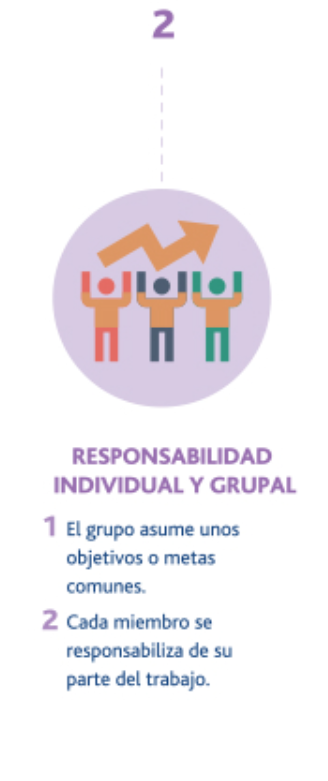 2
RESPONSABILIDAD
INDIVIDUAL Y GRUPAL
1 El grupo asume unos
objetivos o metas
comunes.
2 Cada miembro se
responsabiliza de su
parte del trabajo.